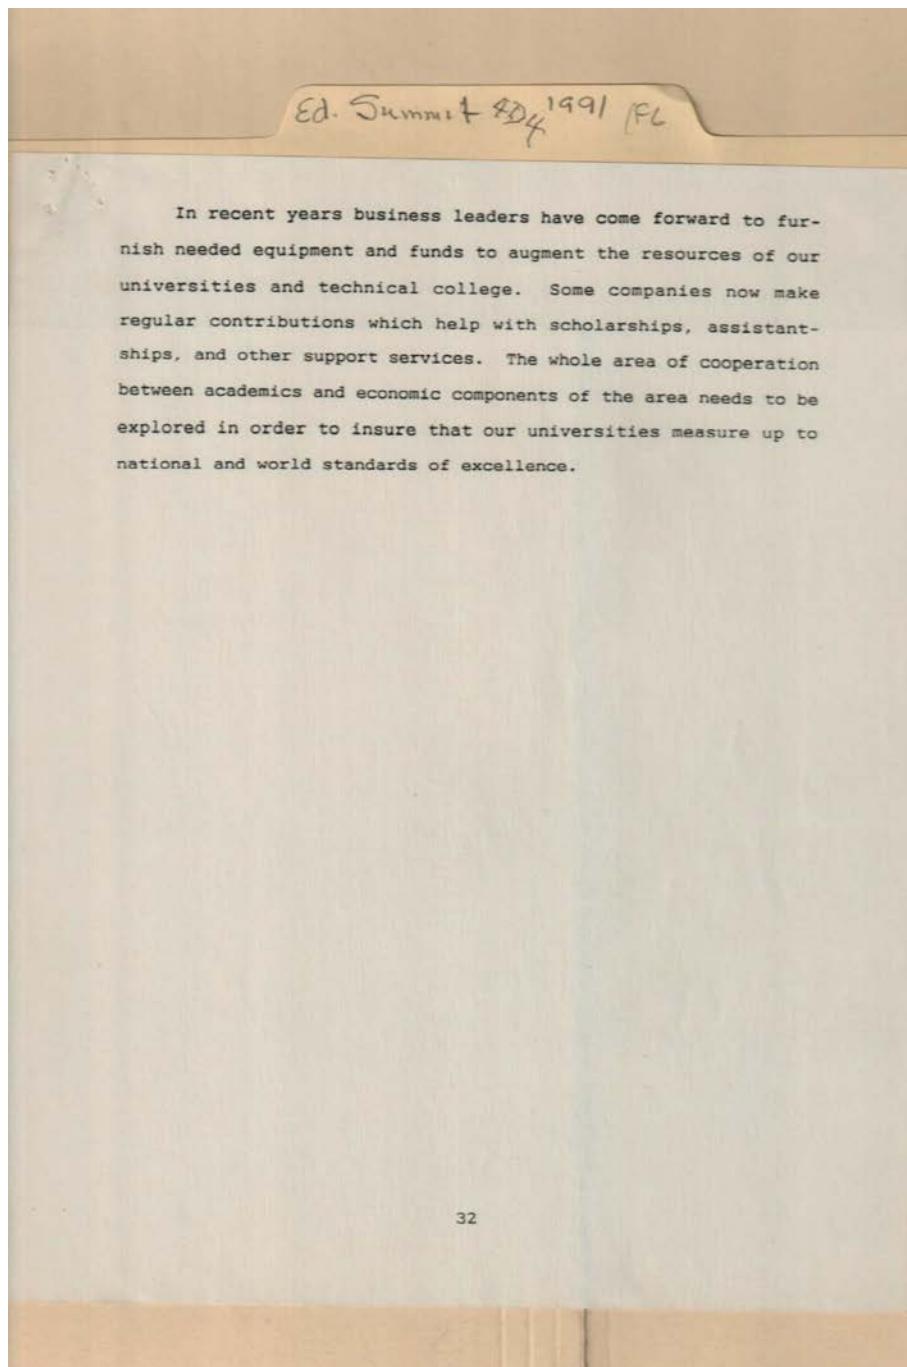 Ed. Summit 1991 FL
In recent years business leaders have come forward to fur-
nish needed equipment and funds to augment the resources of our
universities and technical college. Some companies now make
regular contributions which help with scholarships, assistant-
ships, and other support services. The whole area of cooperation
between academics and economic components of the area needs to be
explored in order to insure that our universities measure up to
national and world standards of excellence.
32